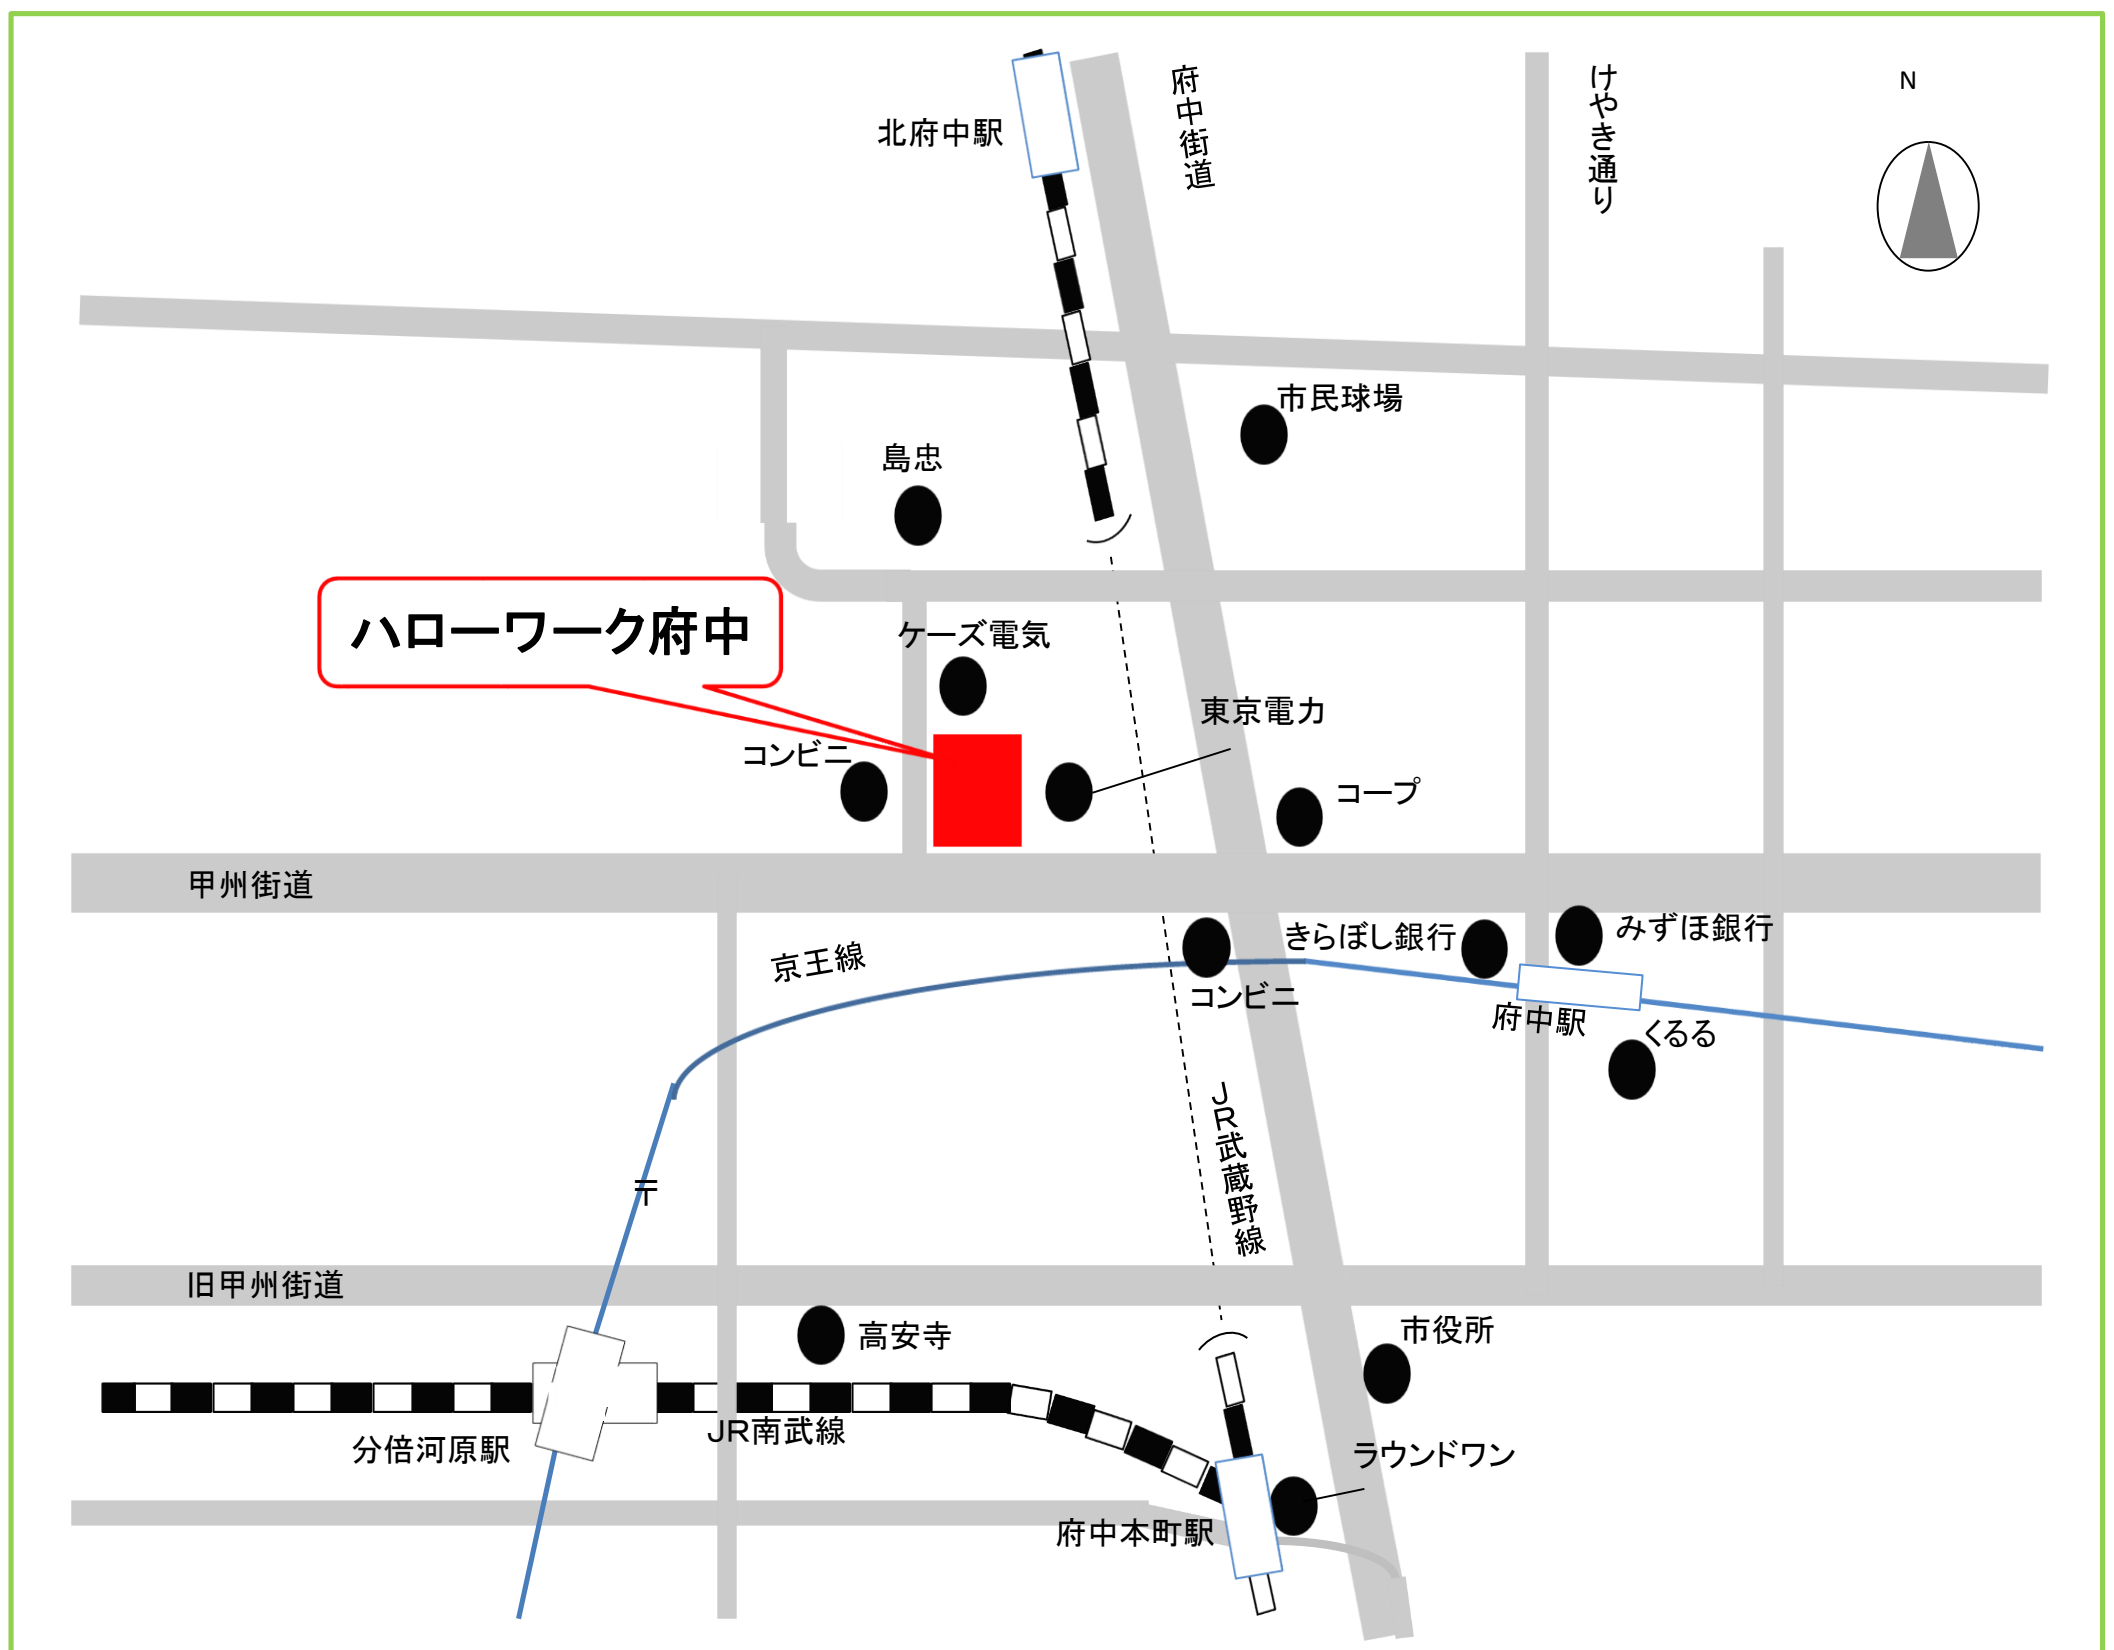 府中街道
けやき通り
N
北府中駅
市民球場
島忠
ハローワーク府中
ケーズ電気
東京電力
コンビニ
コープ
甲州街道
きらぼし銀行
みずほ銀行
京王線
コンビニ
府中駅
くるる
JR武蔵野線
〒
旧甲州街道
高安寺
市役所
JR南武線
分倍河原駅
ラウンドワン
府中本町駅